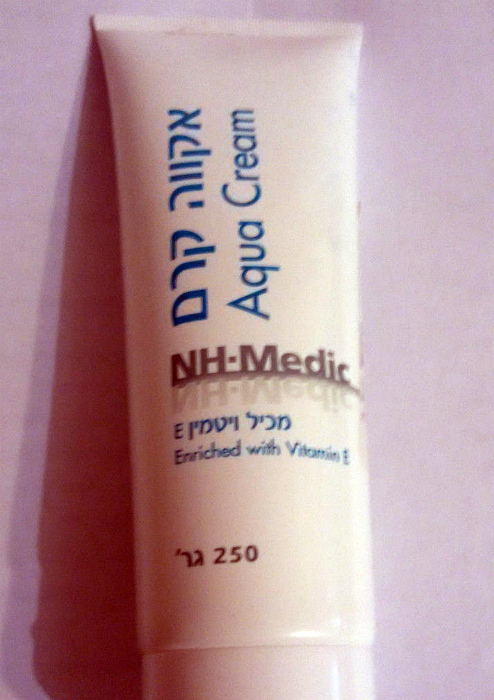 אקווה קרם
Aqua Cream
NH-Medic
מכיל ויטמין E
Enriched with Vitamin E
250 גר'